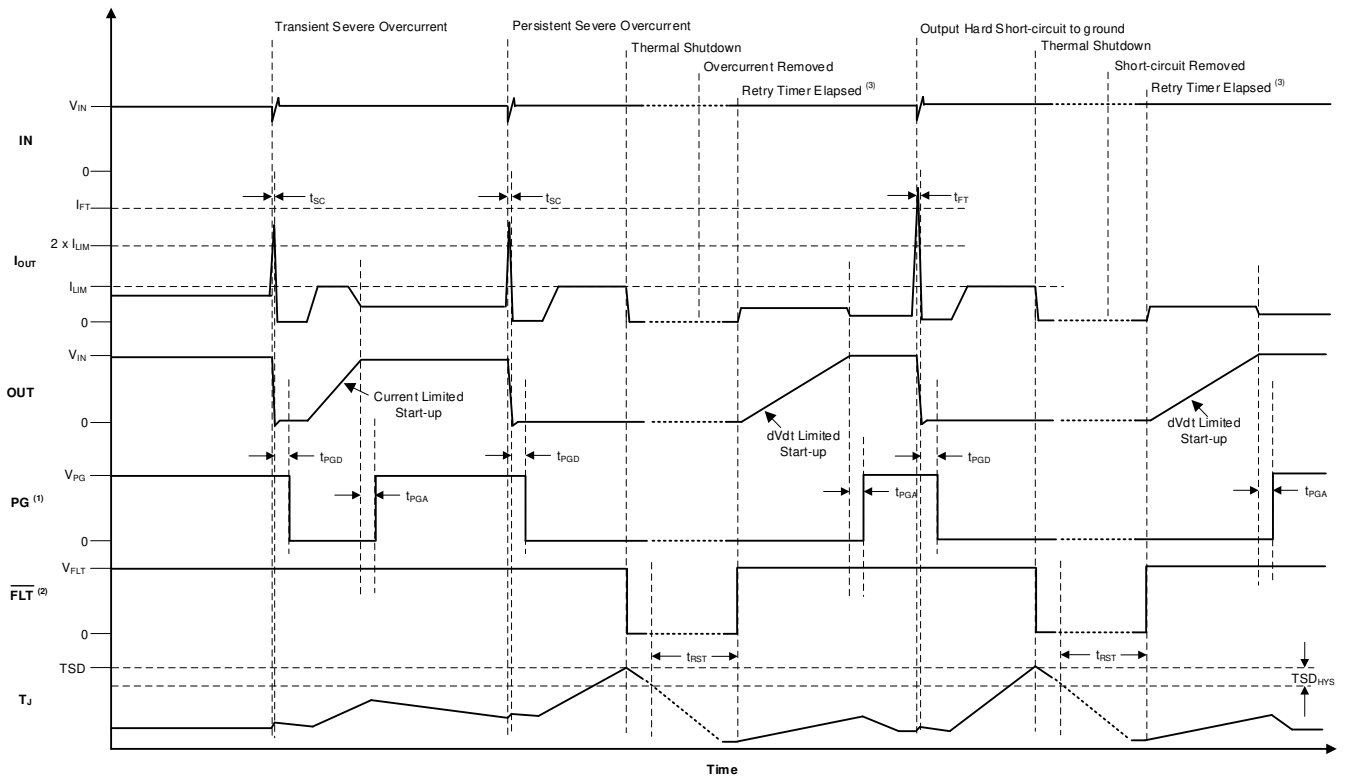 Transient Severe Overcurrent
Persistent Severe Overcurrent
Output Hard Short-circuit to ground
Thermal Shutdown
Thermal Shutdown
Overcurrent Removed
Short-circuit Removed
Retry Timer Elapsed (3)
Retry Timer Elapsed (3)
VIN
IN
0
tSC
tSC
tFT
IFT
2 x ILIM
IOUT
ILIM
0
VIN
OUT
Current Limited
Start-up
dVdt Limited
Start-up
dVdt Limited
Start-up
0
tPGD
tPGD
tPGD
VPG
PG (1)
tPGA
tPGA
tPGA
0
VFLT
FLT (2)
0
tRST
tRST
TSD
TSDHYS
TJ
Time